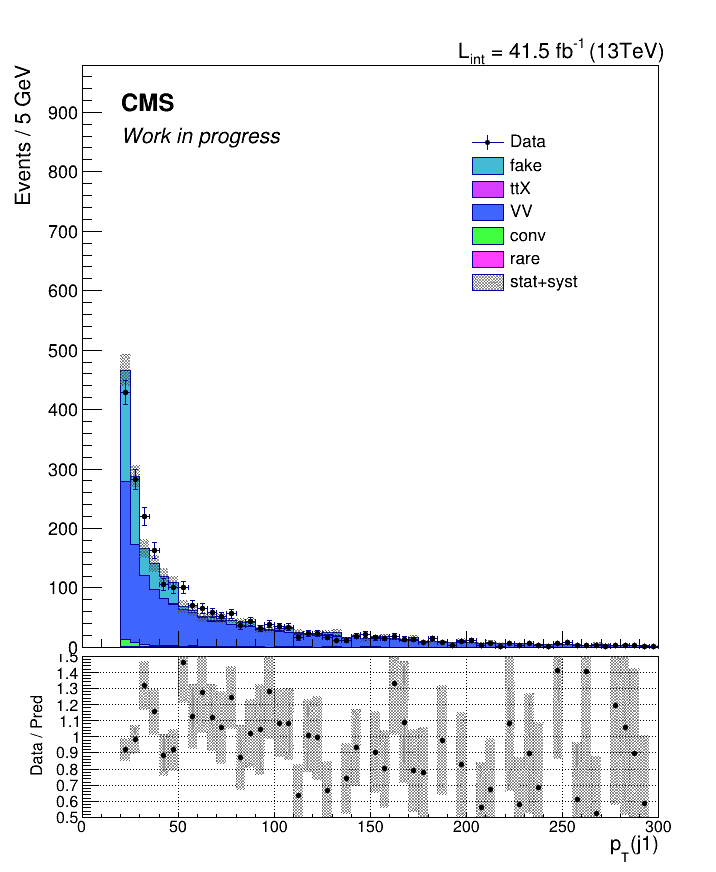 L_int = 41.5 fb^-1 (13TeV)
Events / 5 GeV
CMS
Work in progress
Data
fake
ttX
VV
conv
rare
stat+syst
900
800
700
600
500
400
300
200
100
0
Data / Pred
1.5
1.4
1.3
1.2
1.1
1
0.9
0.8
0.7
0.6
0.5
0 50 100 150 200 250 300
p_T(j1)